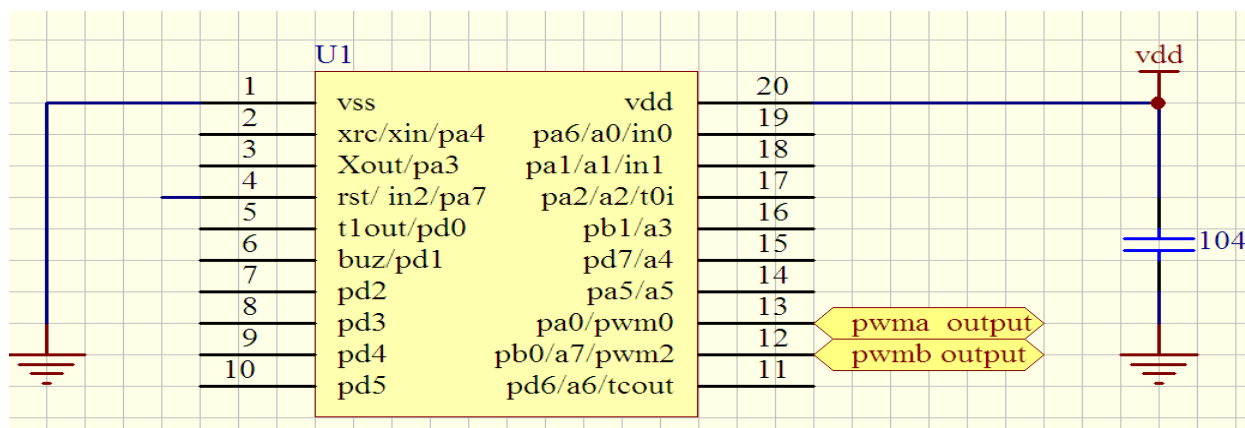 U1
vdd
1 vss vdd 20
2 xrc/xin/pa4 pa6/a0/in0 19
3 Xout/pa3 pa1/a1/in1 18
4 rst/ in2/pa7 pa2/a2/t0i 17
5 t1out/pd0 pb1/a3 16
6 buz/pd1 pd7/a4 15
7 pd2 pa5/a5 14
8 pd3 pa0/pwm0 13 pwma output
9 pd4 pb0/a7/pwm2 12 pwmb output
10 pd5 pd6/a6/tcout 11
104